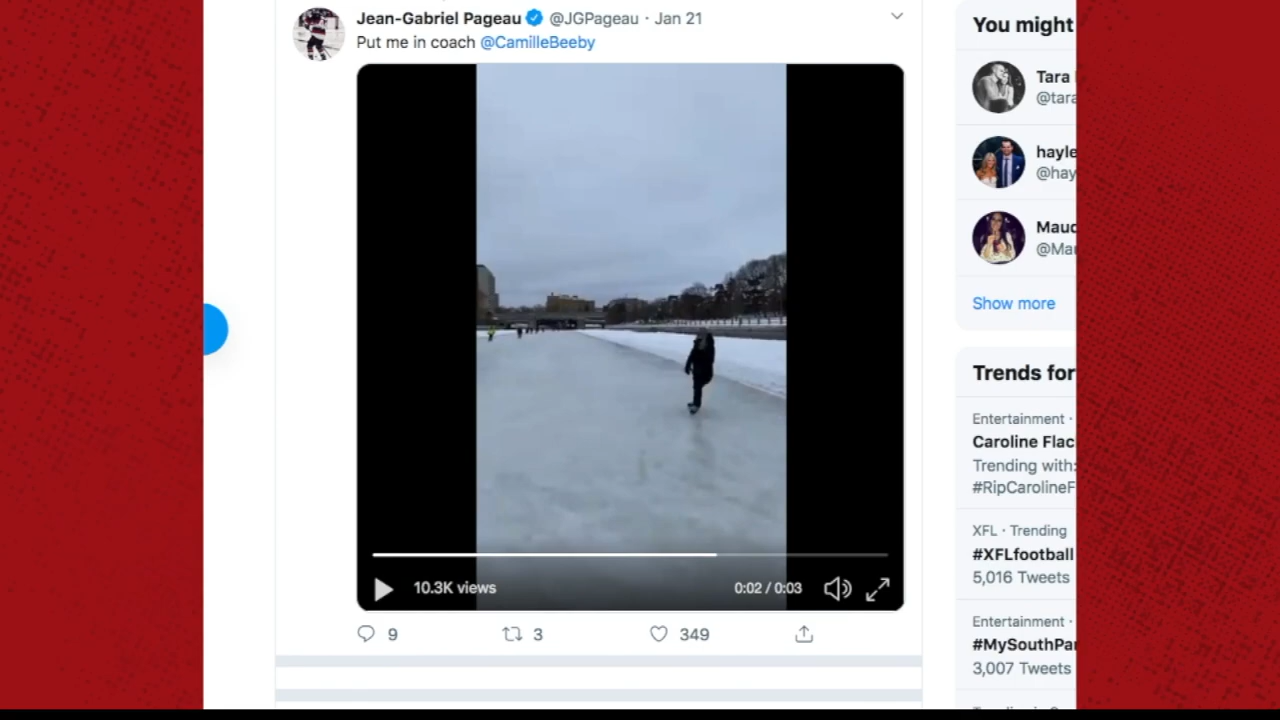 Jean-Gabriel Pageau @JGPageau · Jan 21
Put me in coach @CamilleBeeby
10.3K views
0:02 / 0:03
9
3
349
You might
Tara
@tara
hayle
@hay
Maud
@Mau
Show more
Trends for
Entertainment ·
Caroline Flac
Trending with:
#RipCarolineF
XFL · Trending
#XFLfootball
5,016 Tweets
Entertainment ·
#MySouthPar
3,007 Tweets